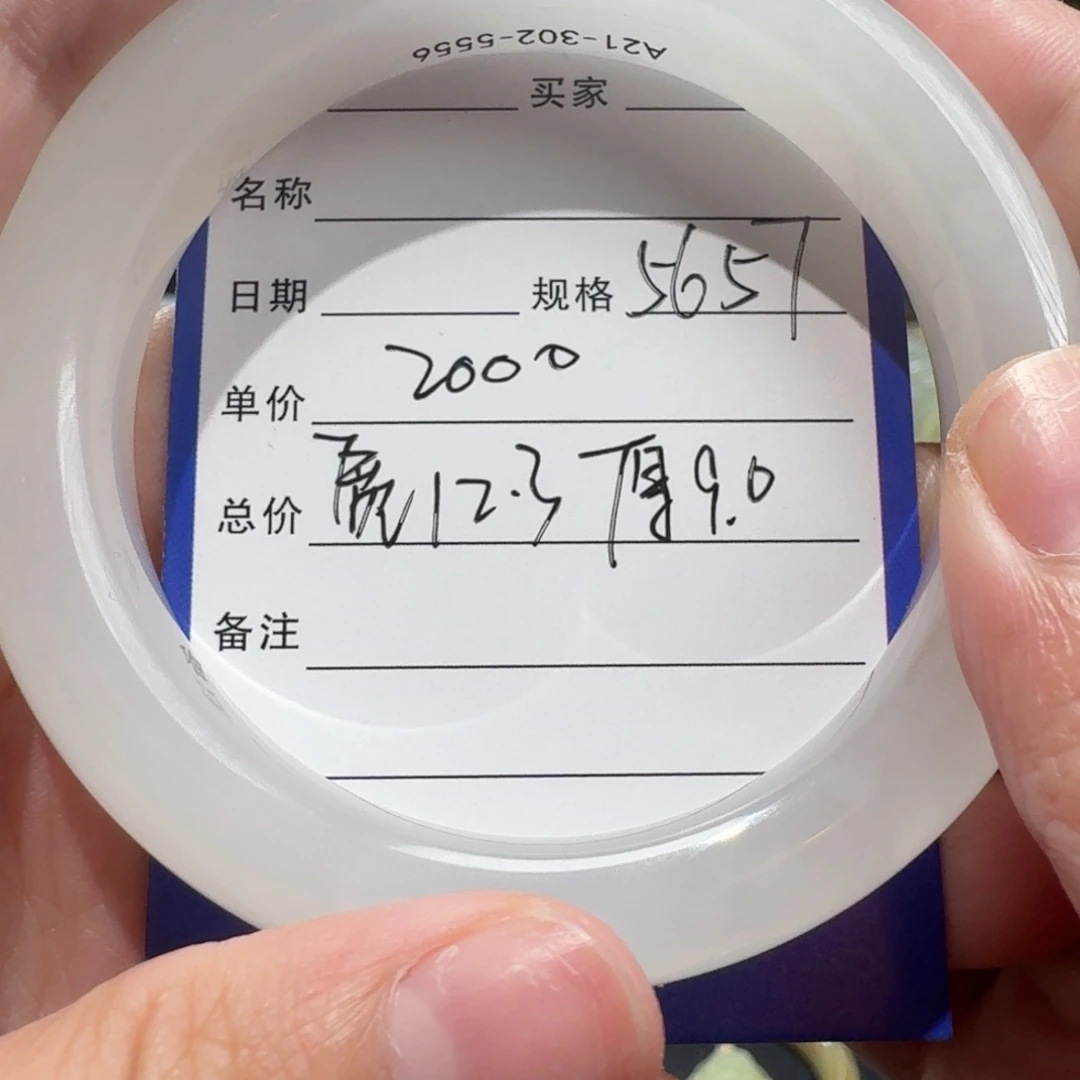 A21-302-5556
买家
名称
日期 规格 5657
单价 2000
总价 宽12.3 厚9.0
备注